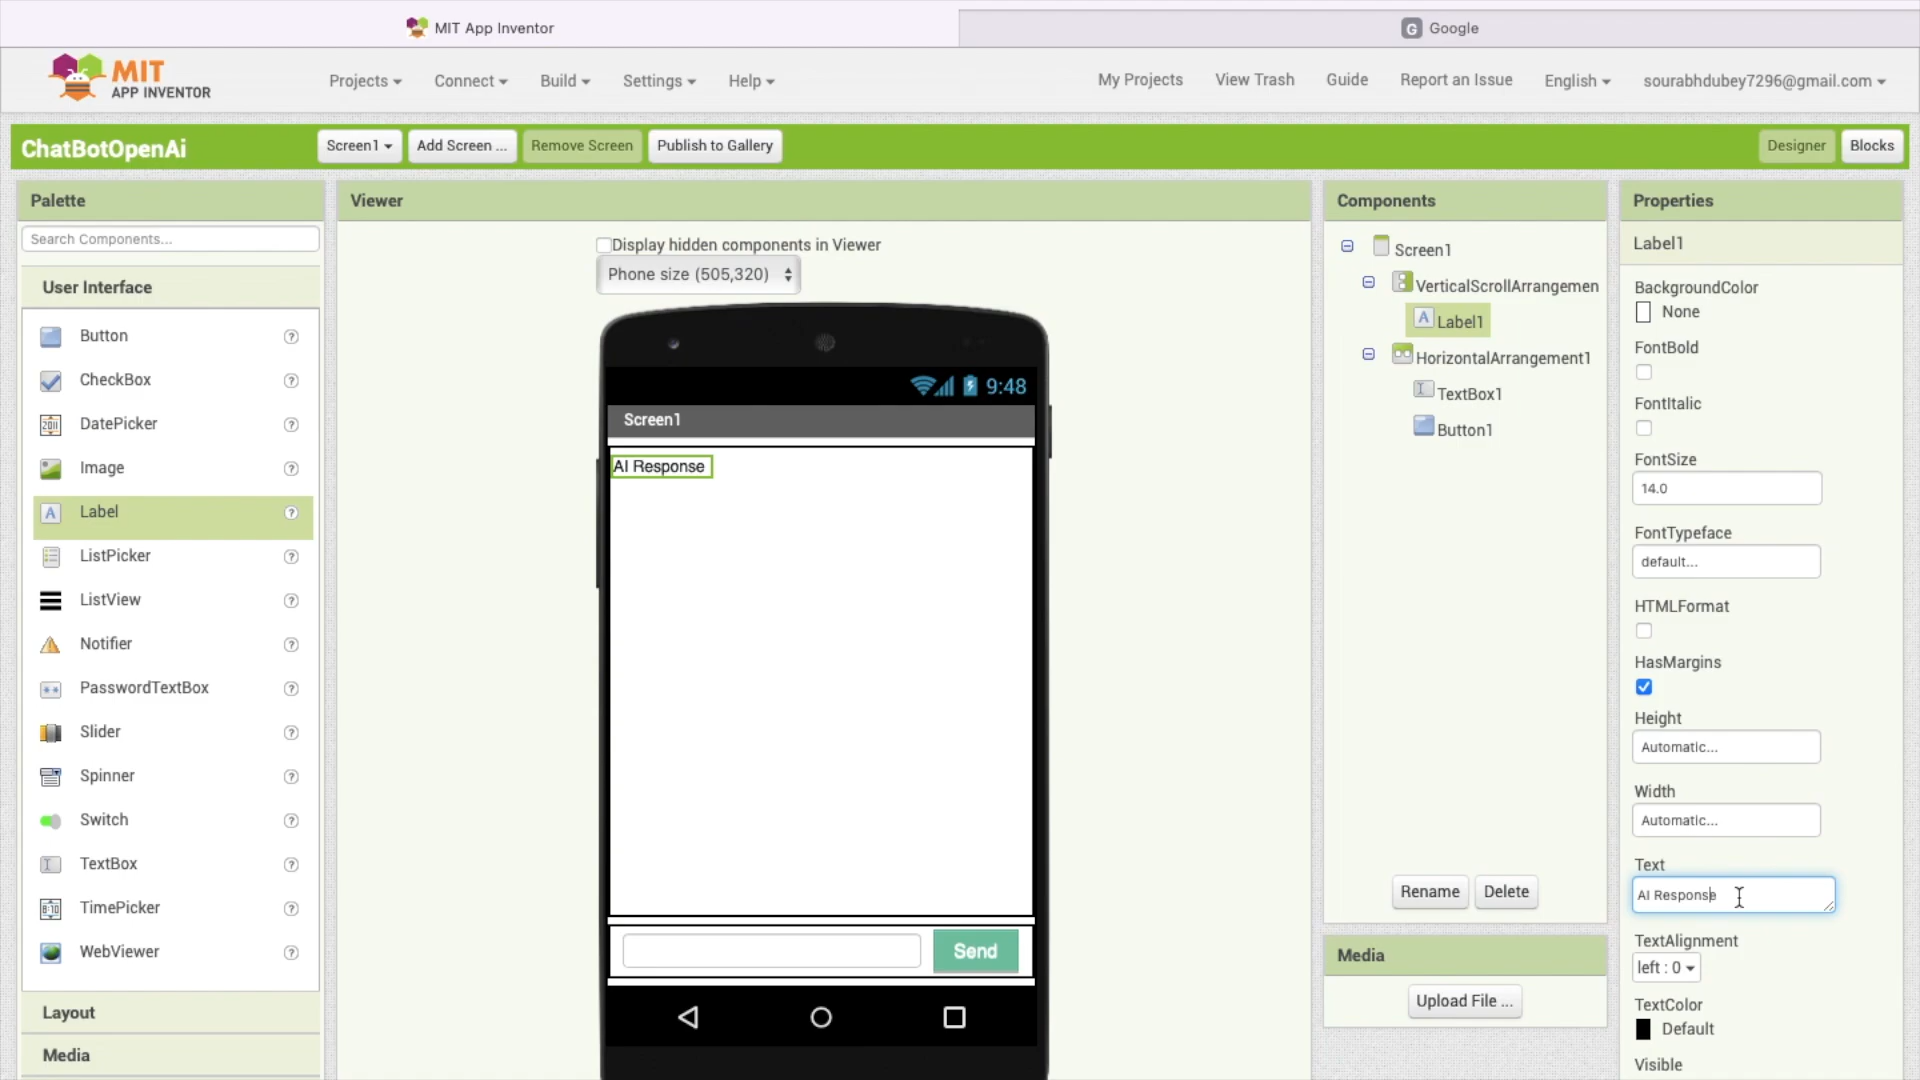 MIT App Inventor
G Google
MIT
APP INVENTOR
Projects
Connect
Build
Settings
Help
My Projects
View Trash
Guide
Report an Issue
English
sourabhdubey7296@gmail.com
ChatBotOpenAi
Screen1
Add Screen ...
Remove Screen
Publish to Gallery
Designer
Blocks
Palette
Search Components...
User Interface
Button
CheckBox
DatePicker
Image
Label
ListPicker
ListView
Notifier
PasswordTextBox
Slider
Spinner
Switch
TextBox
TimePicker
WebViewer
Layout
Media
Viewer
Display hidden components in Viewer
Phone size (505,320)
9:48
Screen1
AI Response
Send
Components
Screen1
VerticalScrollArrangemen
Label1
HorizontalArrangement1
TextBox1
Button1
Rename
Delete
Media
Upload File ...
Properties
Label1
BackgroundColor
None
FontBold
FontItalic
FontSize
14.0
FontTypeface
default...
HTMLFormat
HasMargins
Height
Automatic...
Width
Automatic...
Text
AI Response
TextAlignment
left : 0
TextColor
Default
Visible